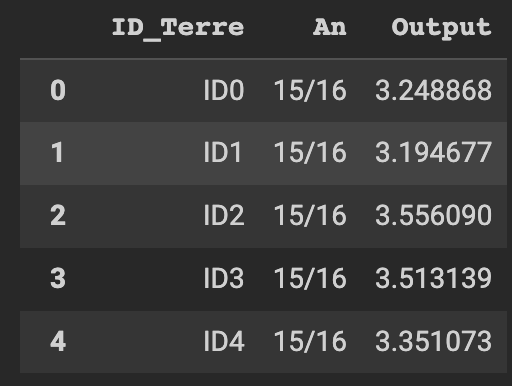 ID_Terre An Output
0 ID0 15/16 3.248868
1 ID1 15/16 3.194677
2 ID2 15/16 3.556090
3 ID3 15/16 3.513139
4 ID4 15/16 3.351073